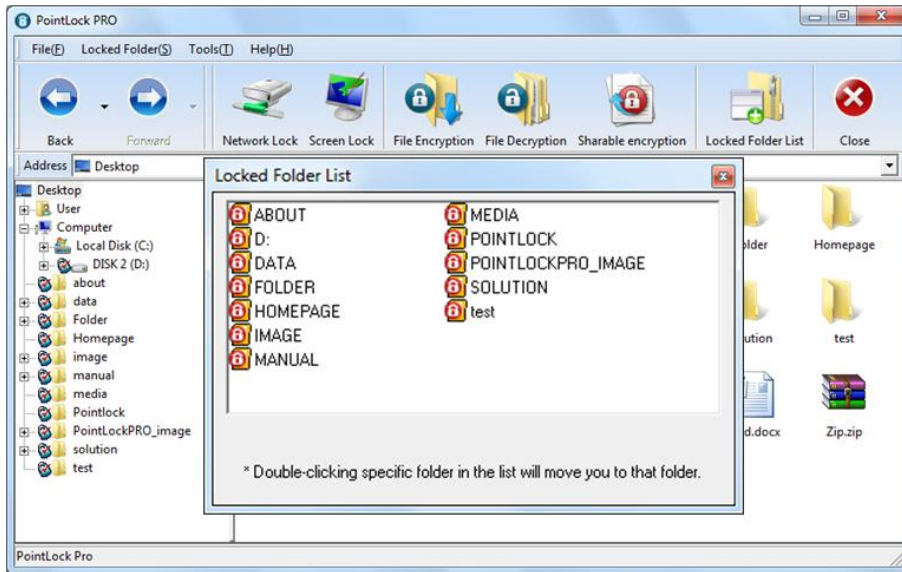 PointLock PRO
File(F) Locked Folder(S) Tools(T) Help(H)
Back Forward Network Lock Screen Lock File Encryption File Decryption Sharable encryption Locked Folder List Close
Address Desktop
Desktop
User
Computer
Local Disk (C:)
DISK 2 (D:)
about
data
Folder
Homepage
image
manual
media
Pointlock
PointLockPRO_image
solution
test
Locked Folder List
ABOUT
D:
DATA
FOLDER
HOMEPAGE
IMAGE
MANUAL
MEDIA
POINTLOCK
POINTLOCKPRO_IMAGE
SOLUTION
test
* Double-clicking specific folder in the list will move you to that folder.
Homepage
test
Zip.zip
PointLock Pro